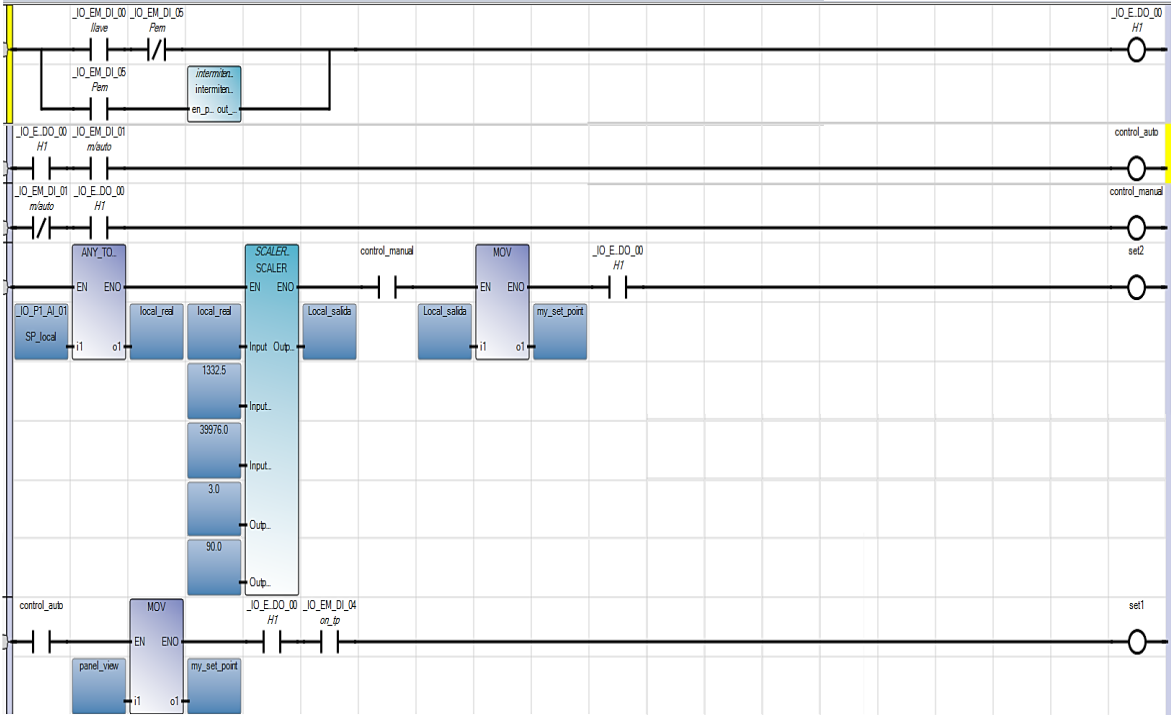 _IO_EM_DI_00 _IO_EM_DI_05 _IO_E..DO_00
llave Pem H1
_IO_EM_DI_05
Pem
intermiten..
intermiten..
en_p.. out_..
_IO_E..DO_00 _IO_EM_DI_01 control_auto
H1 m/auto
_IO_EM_DI_01 _IO_E..DO_00 control_manual
m/auto H1
ANY_TO.. SCALER.. control_manual MOV _IO_E..DO_00 set2
SCALER H1
EN ENO EN ENO EN ENO
_IO_P1_AI_01 local_real local_real Local_salida Local_salida my_set_point
SP_local
i1 o1 Input Outp.. i1 o1
1332.5
Input..
39976.0
Input..
3.0
Outp..
90.0
Outp..
control_auto MOV _IO_E..DO_00 _IO_EM_DI_04 set1
H1 on_tp
EN ENO
panel_view my_set_point
i1 o1